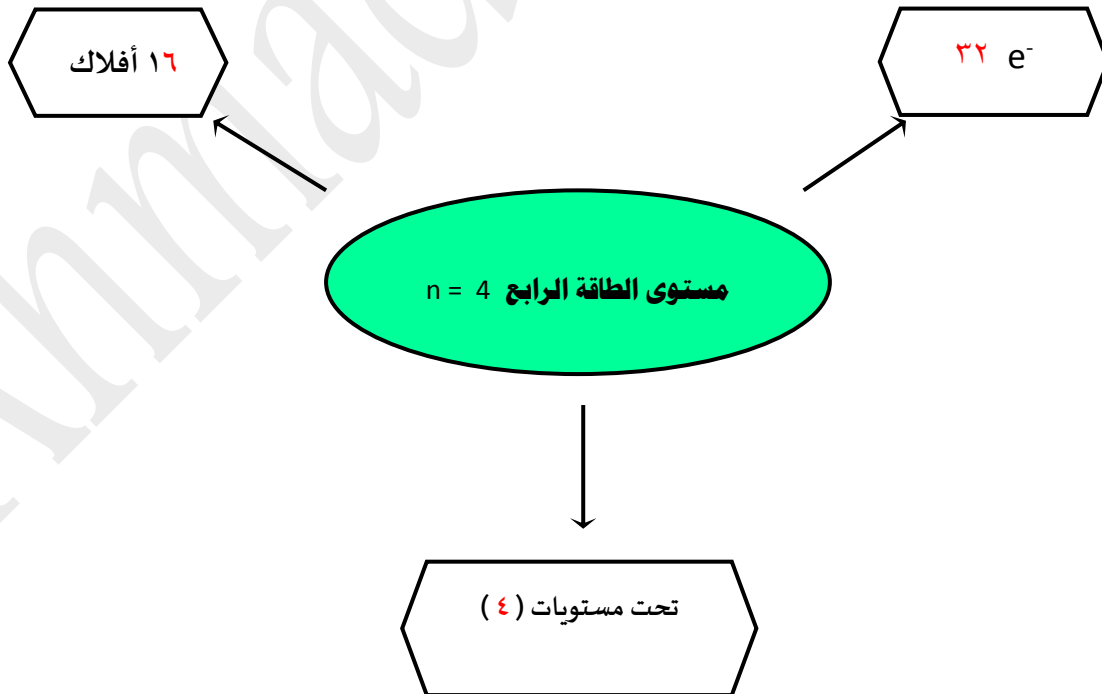 ١٦ أفلاك
٣٢ e⁻
مستوى الطاقة الرابع n = 4
تحت مستويات ( ٤ )